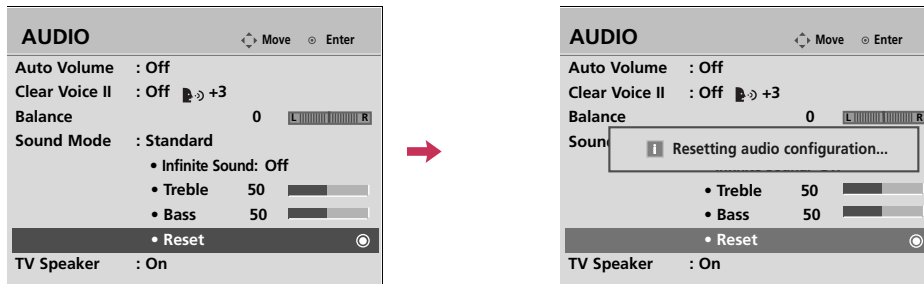 AUDIO
Move Enter
Auto Volume : Off
Clear Voice II : Off +3
Balance 0 L R
Sound Mode : Standard
• Infinite Sound: Off
• Treble 50
• Bass 50
• Reset
TV Speaker : On
AUDIO
Move Enter
Auto Volume : Off
Clear Voice II : Off +3
Balance 0 L R
Soun
i Resetting audio configuration...
• Treble 50
• Bass 50
• Reset
TV Speaker : On